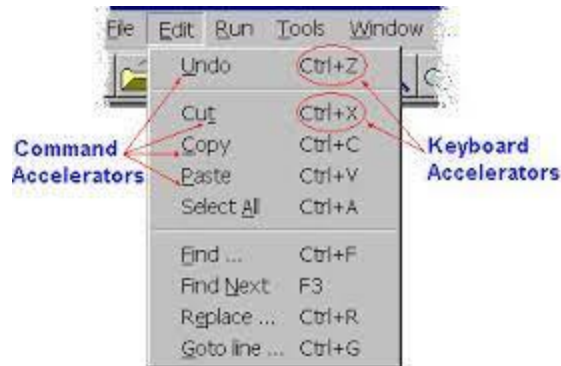 File Edit Run Tools Window
Undo Ctrl+Z
Cut Ctrl+X
Copy Ctrl+C
Paste Ctrl+V
Select All Ctrl+A
Find ... Ctrl+F
Find Next F3
Replace ... Ctrl+R
Goto line ... Ctrl+G
Command
Accelerators
Keyboard
Accelerators